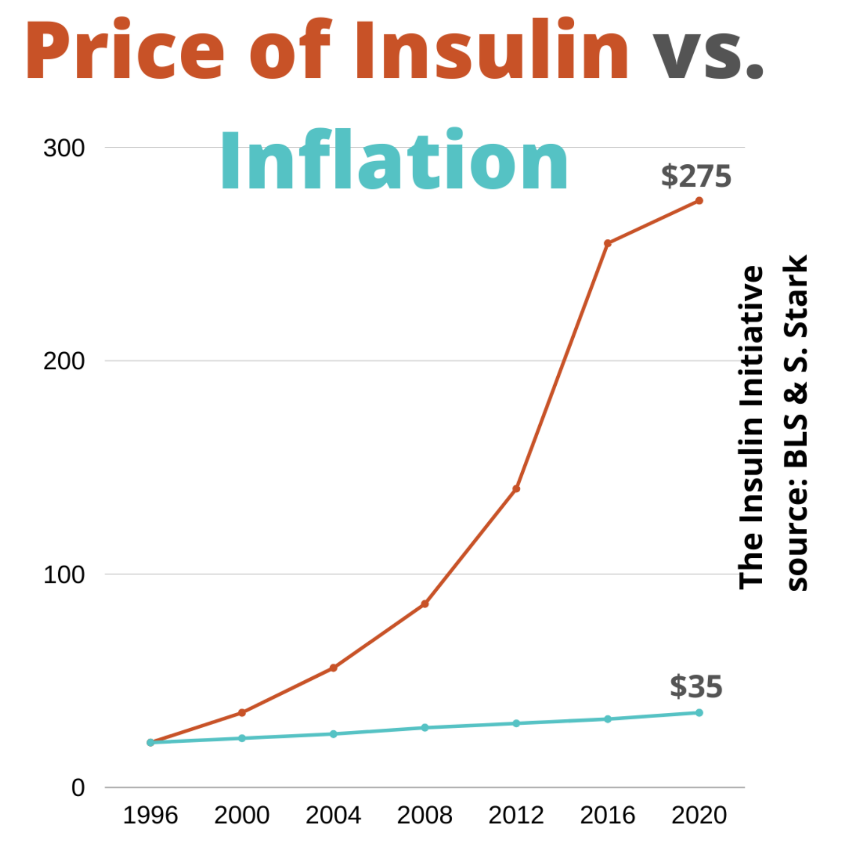 Price of Insulin vs.
Inflation
300
$275
200
100
$35
0
1996 2000 2004 2008 2012 2016 2020
The Insulin Initiative
source: BLS & S. Stark